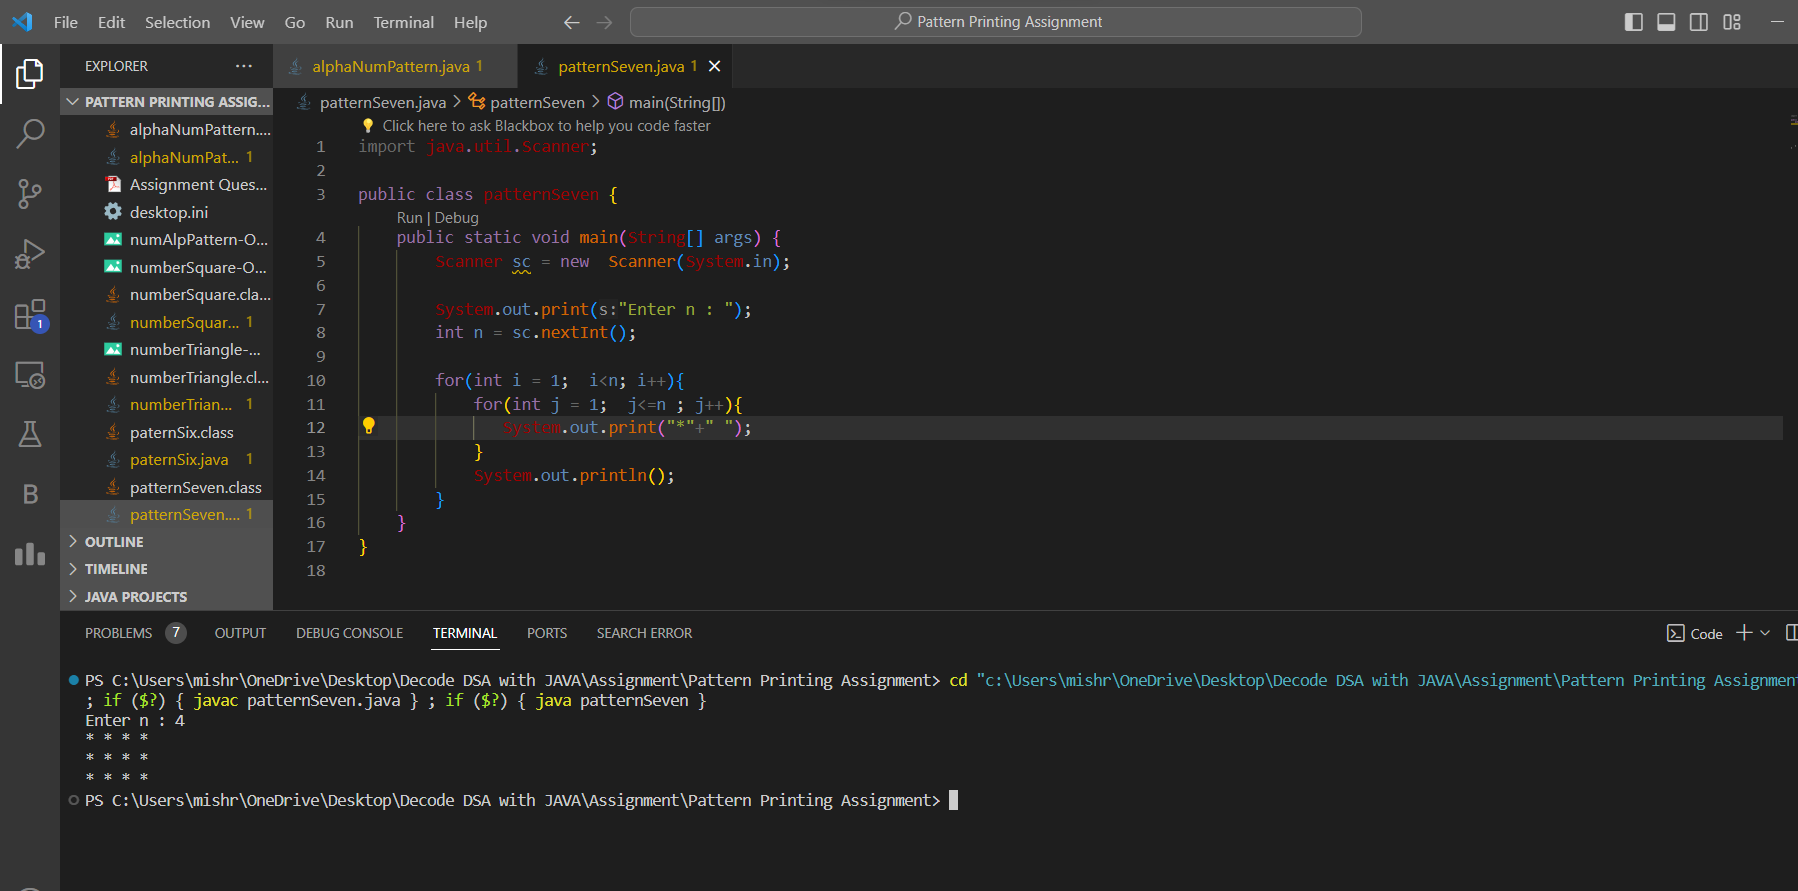 File Edit Selection View Go Run Terminal Help
Pattern Printing Assignment
EXPLORER
PATTERN PRINTING ASSIG...
alphaNumPattern....
alphaNumPat... 1
Assignment Ques...
desktop.ini
numAlpPattern-O...
numberSquare-O...
numberSquare.cla...
numberSquar... 1
numberTriangle-...
numberTriangle.cl...
numberTrian... 1
paternSix.class
paternSix.java 1
patternSeven.class
patternSeven.... 1
OUTLINE
TIMELINE
JAVA PROJECTS
1
B
alphaNumPattern.java 1 patternSeven.java 1
patternSeven.java > patternSeven > main(String[])
Click here to ask Blackbox to help you code faster
1 import java.util.Scanner;
2
3 public class patternSeven {
Run | Debug
4 public static void main(String[] args) {
5 Scanner sc = new  Scanner(System.in);
6
7 System.out.print(s:"Enter n : ");
8 int n = sc.nextInt();
9
10 for(int i = 1;  i<n; i++){
11 for(int j = 1;  j<=n ; j++){
12 System.out.print("*"+" ");
13 }
14 System.out.println();
15 }
16 }
17 }
18
PROBLEMS 7 OUTPUT DEBUG CONSOLE TERMINAL PORTS SEARCH ERROR
Code
PS C:\Users\mishr\OneDrive\Desktop\Decode DSA with JAVA\Assignment\Pattern Printing Assignment> cd "c:\Users\mishr\OneDrive\Desktop\Decode DSA with JAVA\Assignment\Pattern Printing Assignment
; if ($?) { javac patternSeven.java } ; if ($?) { java patternSeven }
Enter n : 4
* * * *
* * * *
* * * *
PS C:\Users\mishr\OneDrive\Desktop\Decode DSA with JAVA\Assignment\Pattern Printing Assignment>